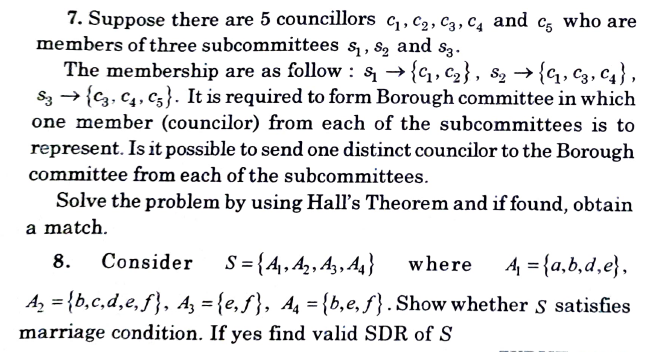 7. Suppose there are 5 councillors c₁, c₂, c₃, c₄ and c₅ who are
members of three subcommittees s₁, s₂ and s₃.
The membership are as follow : s₁ → {c₁, c₂}, s₂ → {c₁, c₃, c₄},
s₃ → {c₃, c₄, c₅}. It is required to form Borough committee in which
one member (councilor) from each of the subcommittees is to
represent. Is it possible to send one distinct councilor to the Borough
committee from each of the subcommittees.
Solve the problem by using Hall's Theorem and if found, obtain
a match.
8. Consider S = {A₁, A₂, A₃, A₄} where A₁ = {a,b,d,e},
A₂ = {b,c,d,e,f}, A₃ = {e,f}, A₄ = {b,e,f}. Show whether S satisfies
marriage condition. If yes find valid SDR of S